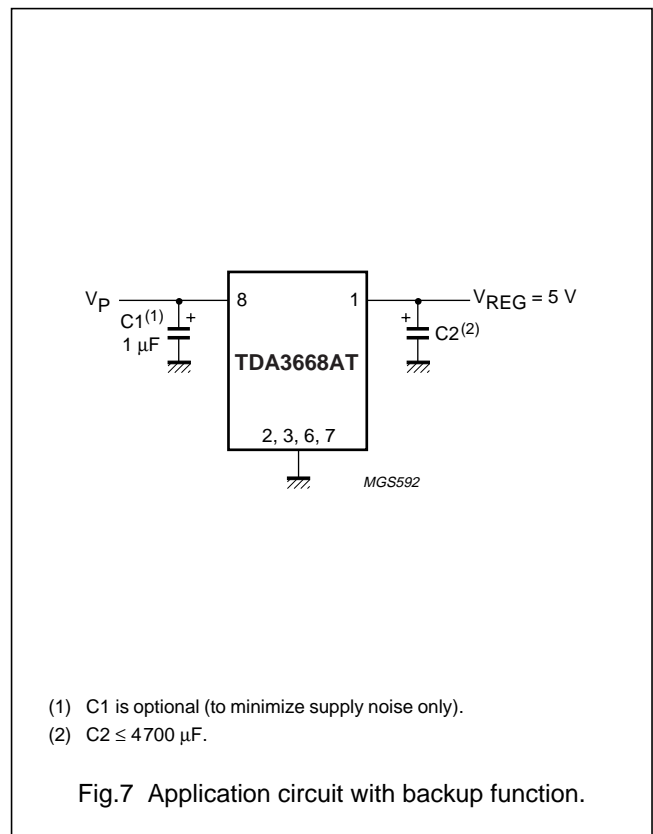 V_P
8
1
V_REG = 5 V
C1(1)
+
1 μF
+
C2(2)
TDA3668AT
2, 3, 6, 7
MGS592
(1) C1 is optional (to minimize supply noise only).
(2) C2 ≤ 4700 μF.
Fig.7 Application circuit with backup function.